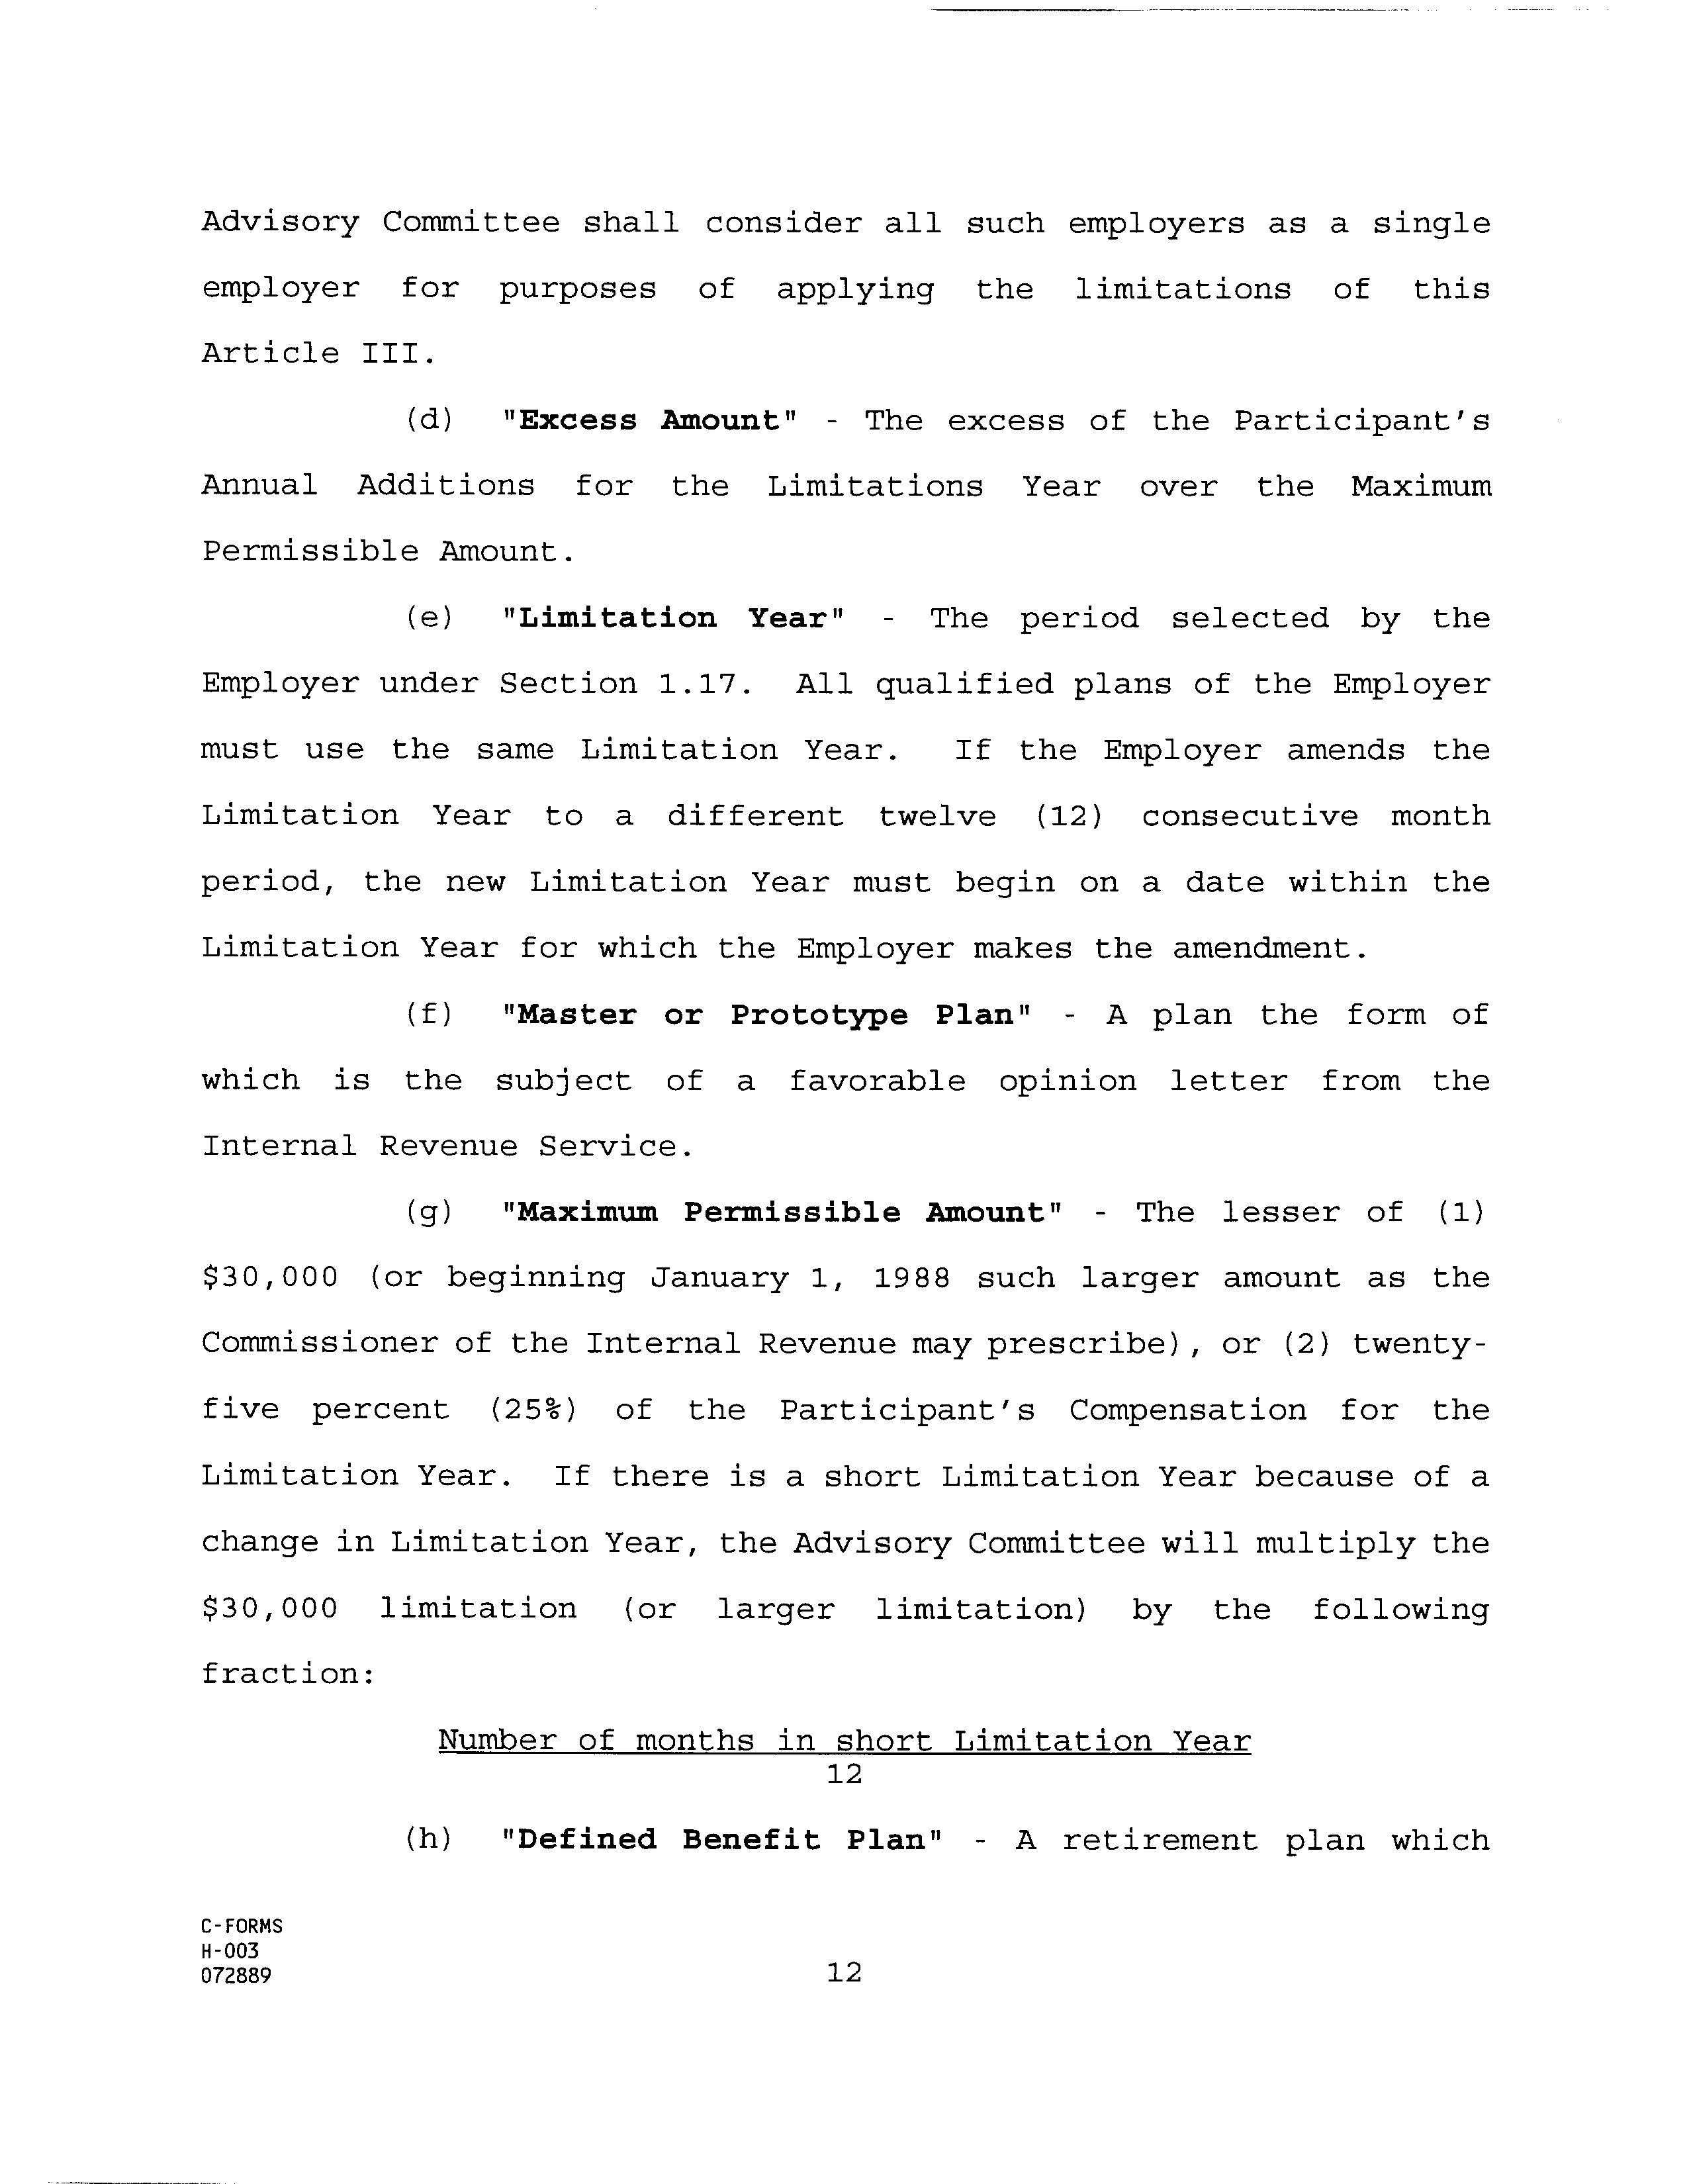 Advisory Committee shall consider all such employers as a single
employer for purposes of applying the limitations of this
Article III.
(d) "Excess Amount" - The excess of the Participant's
Annual Additions for the Limitations Year over the Maximum
Permissible Amount.
(e) "Limitation Year" - The period selected by the
Employer under Section 1.17. All qualified plans of the Employer
must use the same Limitation Year. If the Employer amends the
Limitation Year to a different twelve (12) consecutive month
period, the new Limitation Year must begin on a date within the
Limitation Year for which the Employer makes the amendment.
(f) "Master or Prototype Plan" - A plan the form of
which is the subject of a favorable opinion letter from the
Internal Revenue Service.
(g) "Maximum Permissible Amount" - The lesser of (1)
$30,000 (or beginning January 1, 1988 such larger amount as the
Commissioner of the Internal Revenue may prescribe), or (2) twenty-
five percent (25%) of the Participant's Compensation for the
Limitation Year. If there is a short Limitation Year because of a
change in Limitation Year, the Advisory Committee will multiply the
$30,000 limitation (or larger limitation) by the following
fraction:
Number of months in short Limitation Year
12
(h) "Defined Benefit Plan" - A retirement plan which
C-FORMS
H-003
072889
12